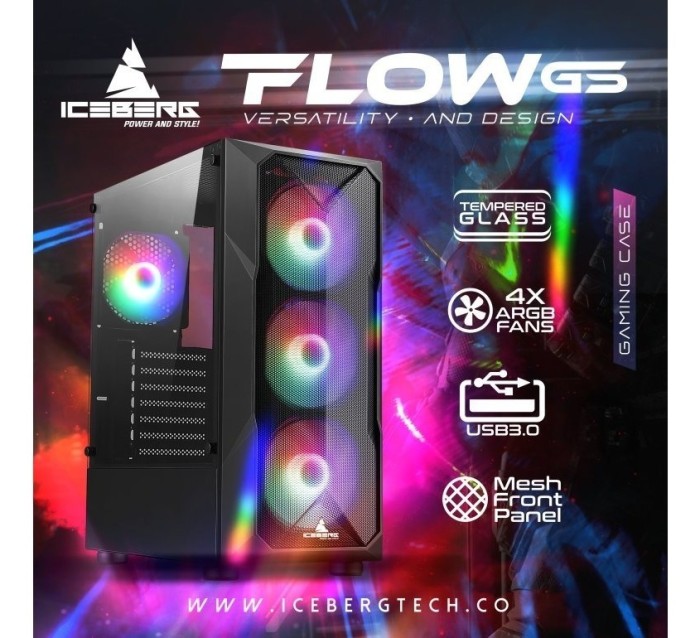 ICEBERG
POWER AND STYLE!
FLOW GS
VERSATILITY · AND DESIGN
TEMPERED
GLASS
4X
ARGB
FANS
USB3.0
Mesh
Front
Panel
GAMING CASE
ICEBERG
WWW.ICEBERGTECH.CO